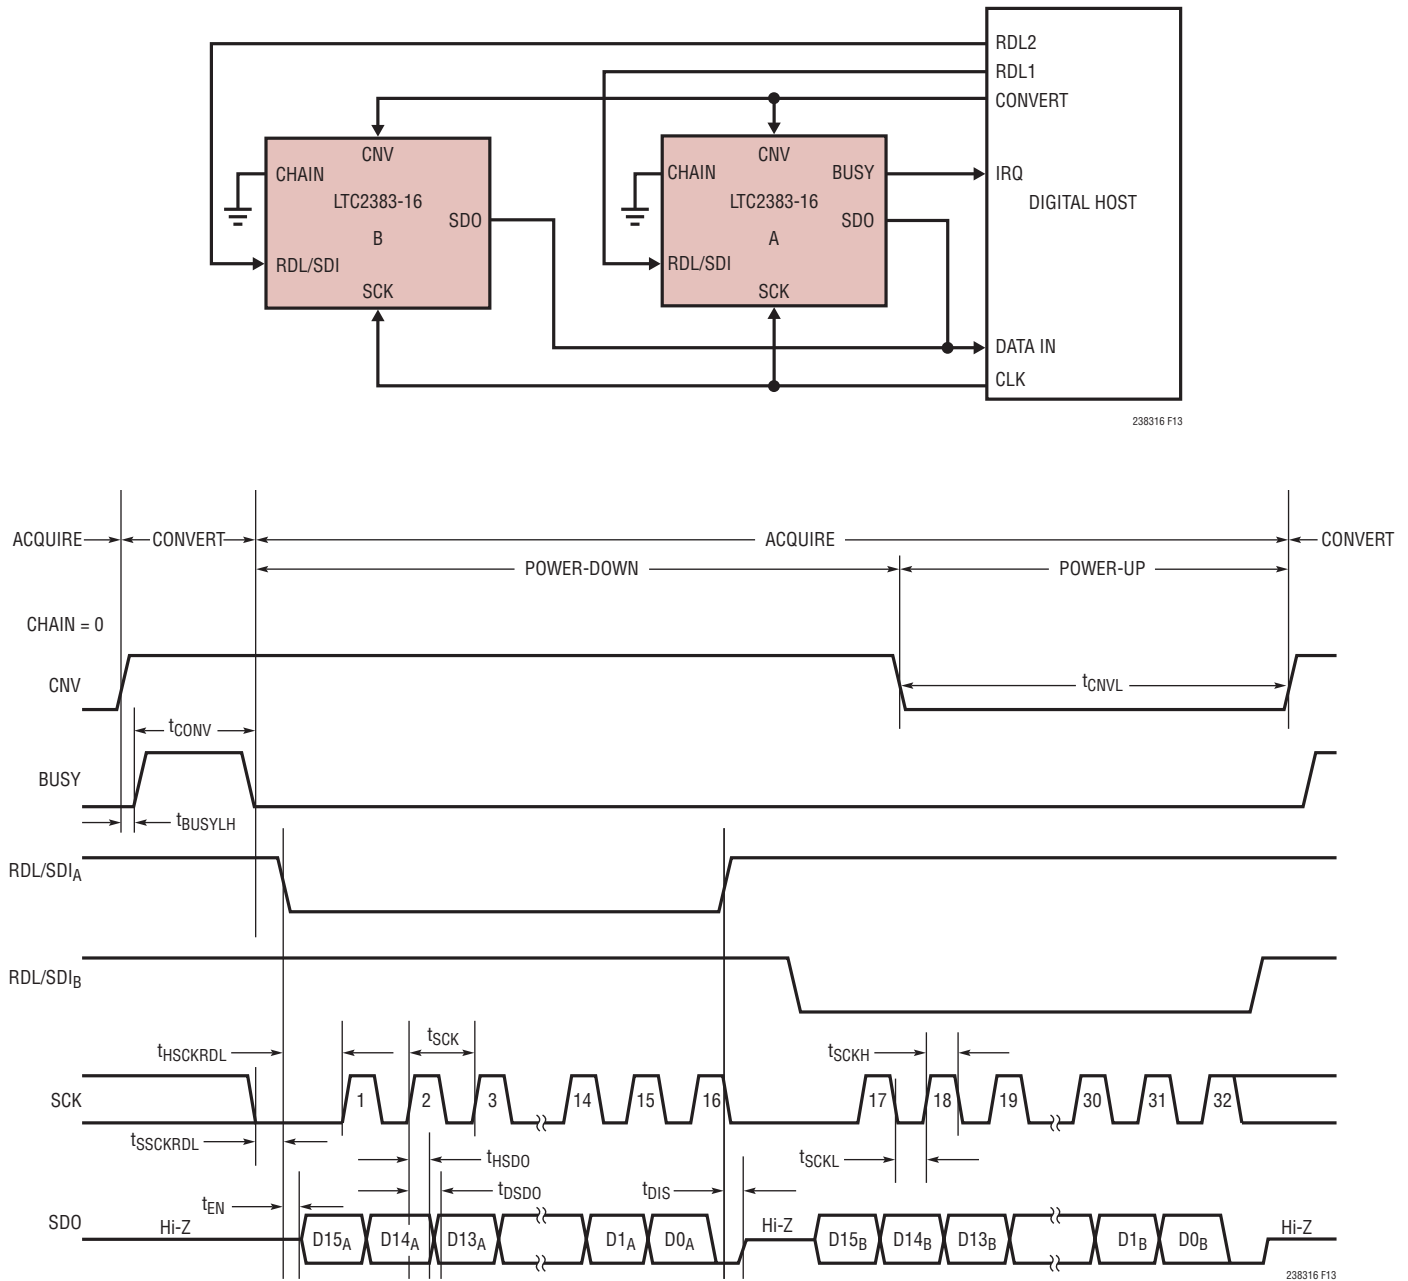 RDL2
RDL1
CONVERT
CNV
CNV
CHAIN
CHAIN
BUSY
IRQ
LTC2383-16
LTC2383-16
DIGITAL HOST
SDO
SDO
B
A
RDL/SDI
RDL/SDI
SCK
SCK
DATA IN
CLK
238316 F13
ACQUIRE
CONVERT
ACQUIRE
CONVERT
POWER-DOWN
POWER-UP
CHAIN = 0
CNV
tCNVL
tCONV
BUSY
tBUSYLH
RDL/SDIA
RDL/SDIB
tSCK
tHSCKRDL
tSCKH
SCK
1
2
3
14
15
16
17
18
19
30
31
32
tSSCKRDL
tHSDO
tSCKL
tDSDO
tDIS
tEN
SDO
Hi-Z
D15A
D14A
D13A
D1A
D0A
Hi-Z
D15B
D14B
D13B
D1B
D0B
Hi-Z
238316 F13